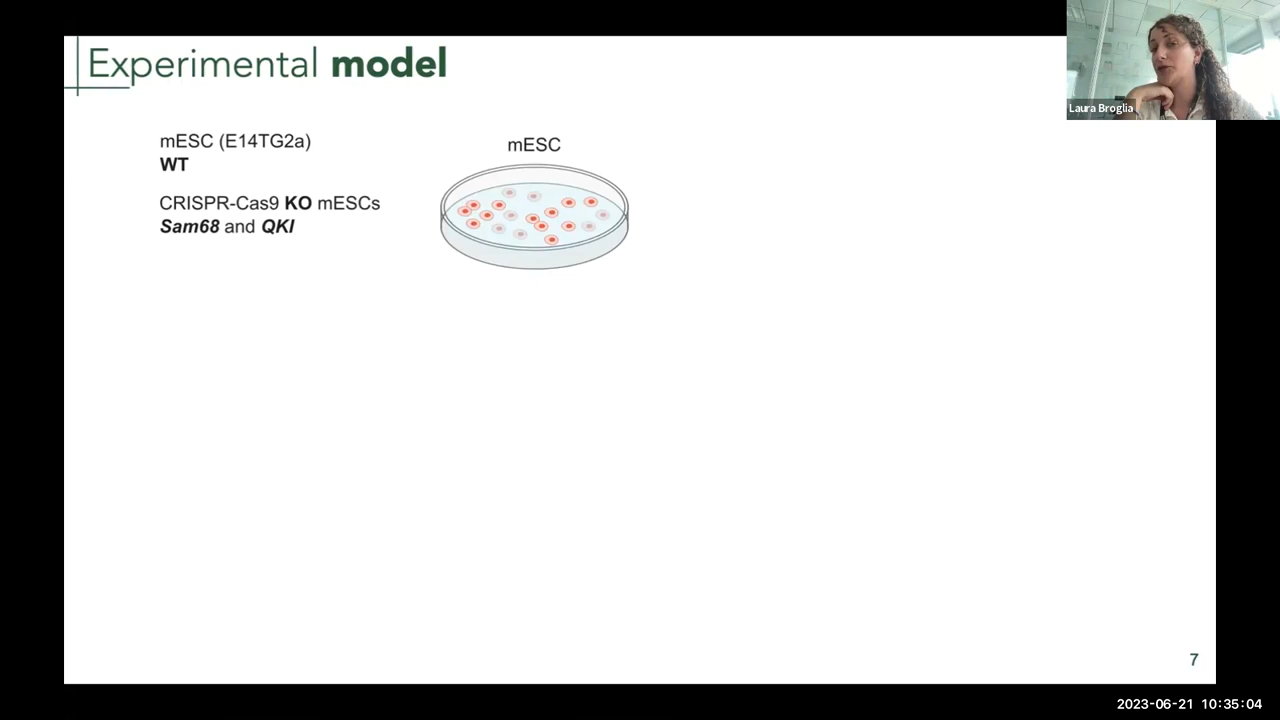 Experimental model
Laura Broglia
mESC (E14TG2a)
WT
CRISPR-Cas9 KO mESCs
Sam68 and QKI
mESC
7
2023-06-21 10:35:04